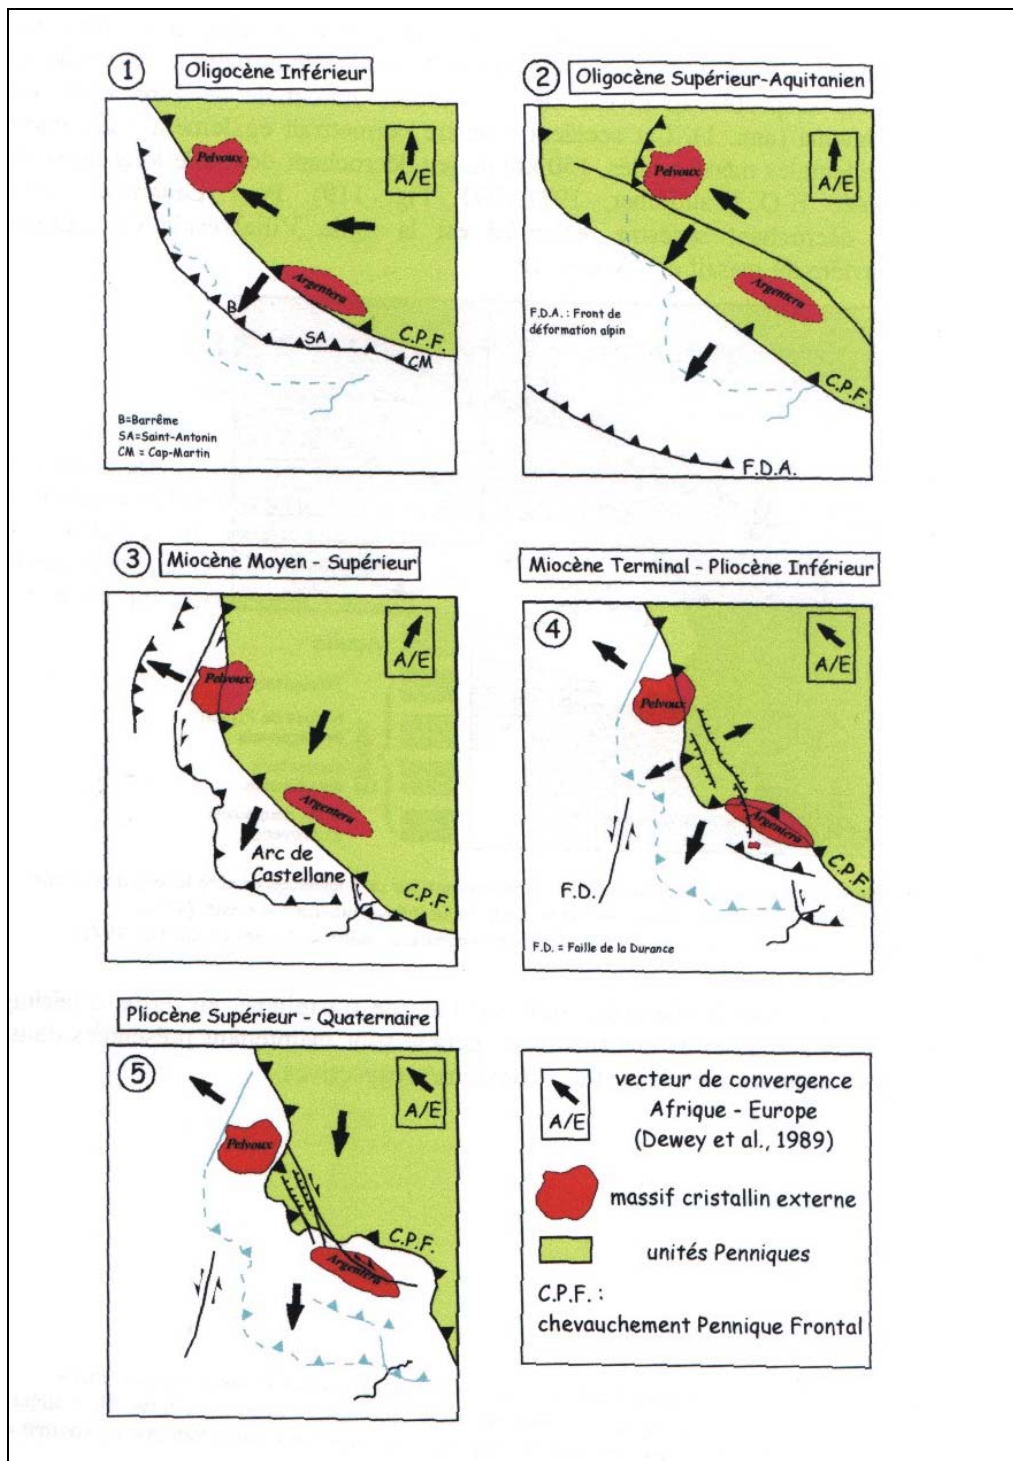 1
Oligocène Inférieur
A/E
Pelvoux
Argentera
B
SA
C.P.F.
CM
B=Barrême
SA=Saint-Antonin
CM = Cap-Martin
2
Oligocène Supérieur-Aquitanien
A/E
Pelvoux
Argentera
F.D.A. : Front de
déformation alpin
C.P.F.
F.D.A.
3
Miocène Moyen - Supérieur
A/E
Pelvoux
Argentera
Arc de
Castellane
C.P.F.
Miocène Terminal - Pliocène Inférieur
4
A/E
Pelvoux
Argentera
C.P.F.
F.D.
F.D. = Faille de la Durance
Pliocène Supérieur - Quaternaire
5
A/E
Pelvoux
C.P.F.
Argentera
A/E
vecteur de convergence
Afrique - Europe
(Dewey et al., 1989)
massif cristallin externe
unités Penniques
C.P.F. :
chevauchement Pennique Frontal